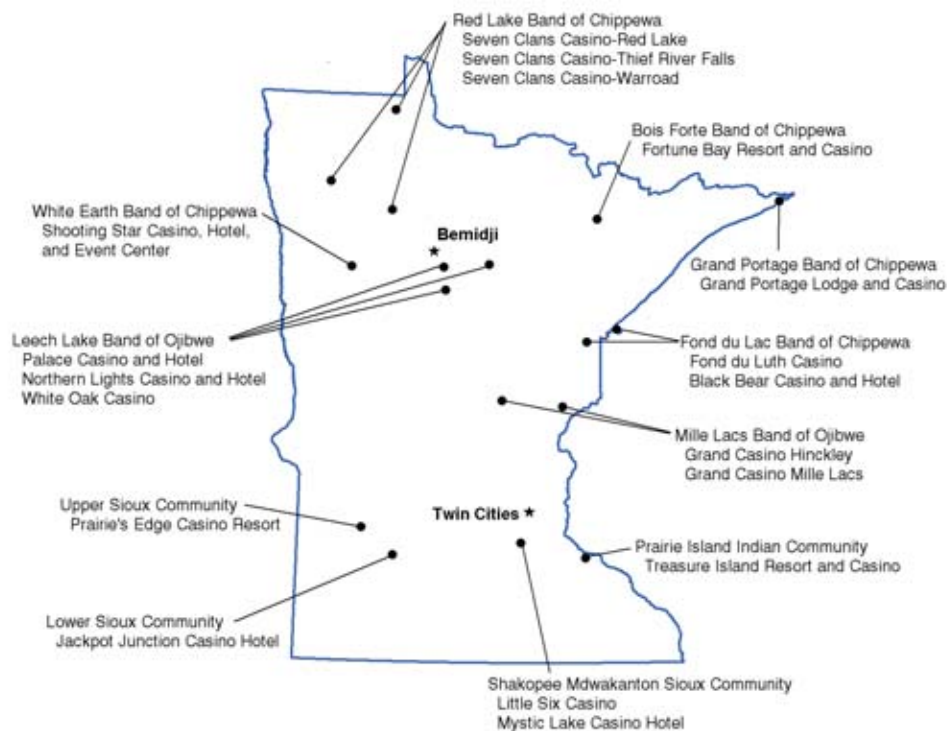 Red Lake Band of Chippewa
Seven Clans Casino-Red Lake
Seven Clans Casino-Thief River Falls
Seven Clans Casino-Warroad
Bois Forte Band of Chippewa
Fortune Bay Resort and Casino
White Earth Band of Chippewa
Shooting Star Casino, Hotel,
and Event Center
Bemidji
Grand Portage Band of Chippewa
Grand Portage Lodge and Casino
Leech Lake Band of Ojibwe
Palace Casino and Hotel
Northern Lights Casino and Hotel
White Oak Casino
Fond du Lac Band of Chippewa
Fond du Luth Casino
Black Bear Casino and Hotel
Mille Lacs Band of Ojibwe
Grand Casino Hinckley
Grand Casino Mille Lacs
Upper Sioux Community
Prairie's Edge Casino Resort
Twin Cities
Prairie Island Indian Community
Treasure Island Resort and Casino
Lower Sioux Community
Jackpot Junction Casino Hotel
Shakopee Mdwakanton Sioux Community
Little Six Casino
Mystic Lake Casino Hotel